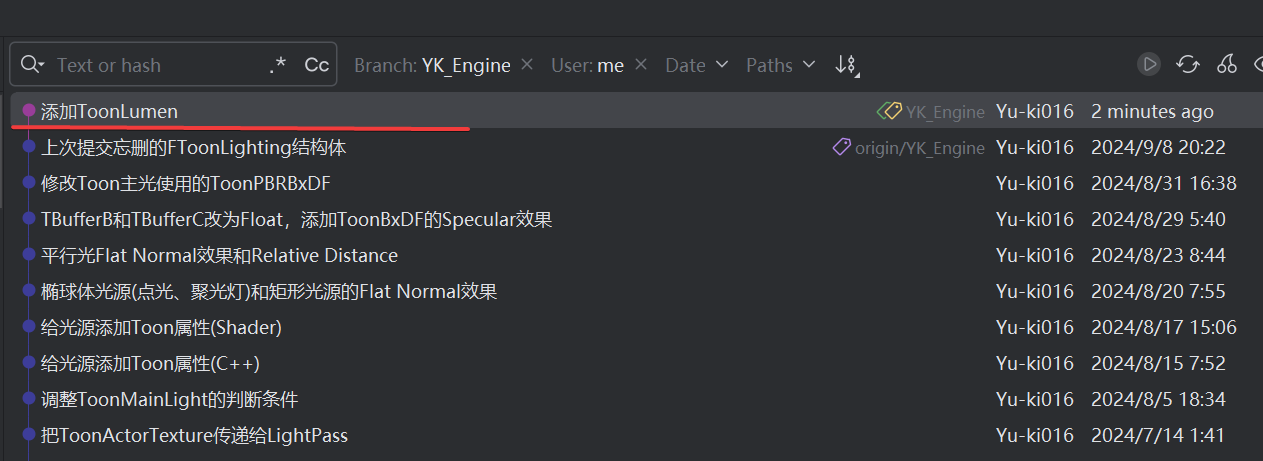 Text or hash .* Cc Branch: YK_Engine × User: me × Date Paths
添加ToonLumen YK_Engine Yu-ki016 2 minutes ago
上次提交忘删的FToonLighting结构体 origin/YK_Engine Yu-ki016 2024/9/8 20:22
修改Toon主光使用的ToonPBRBxDF Yu-ki016 2024/8/31 16:38
TBufferB和TBufferC改为Float，添加ToonBxDF的Specular效果 Yu-ki016 2024/8/29 5:40
平行光Flat Normal效果和Relative Distance Yu-ki016 2024/8/23 8:44
椭球体光源(点光、聚光灯)和矩形光源的Flat Normal效果 Yu-ki016 2024/8/20 7:55
给光源添加Toon属性(Shader) Yu-ki016 2024/8/17 15:06
给光源添加Toon属性(C++) Yu-ki016 2024/8/15 7:52
调整ToonMainLight的判断条件 Yu-ki016 2024/8/5 18:34
把ToonActorTexture传递给LightPass Yu-ki016 2024/7/14 1:41